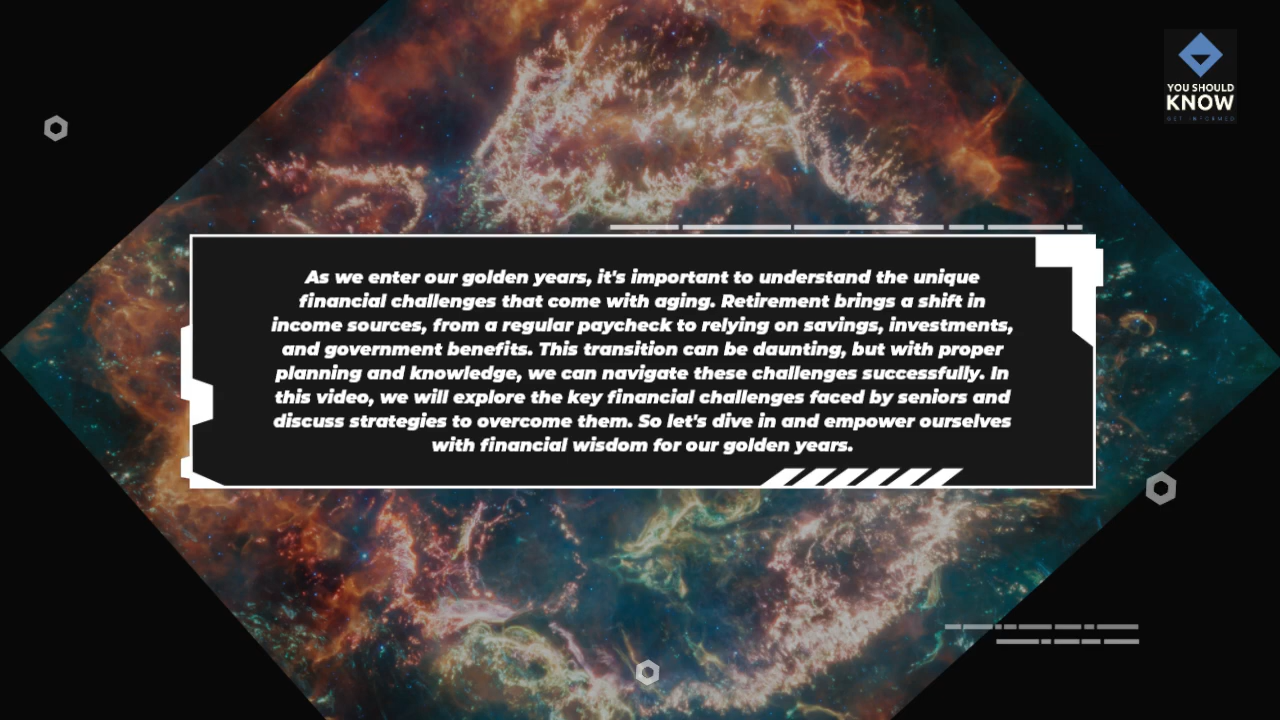 YOU SHOULD
KNOW
GET INFORMED
As we enter our golden years, it's important to understand the unique
financial challenges that come with aging. Retirement brings a shift in
income sources, from a regular paycheck to relying on savings, investments,
and government benefits. This transition can be daunting, but with proper
planning and knowledge, we can navigate these challenges successfully. In
this video, we will explore the key financial challenges faced by seniors and
discuss strategies to overcome them. So let's dive in and empower ourselves
with financial wisdom for our golden years.